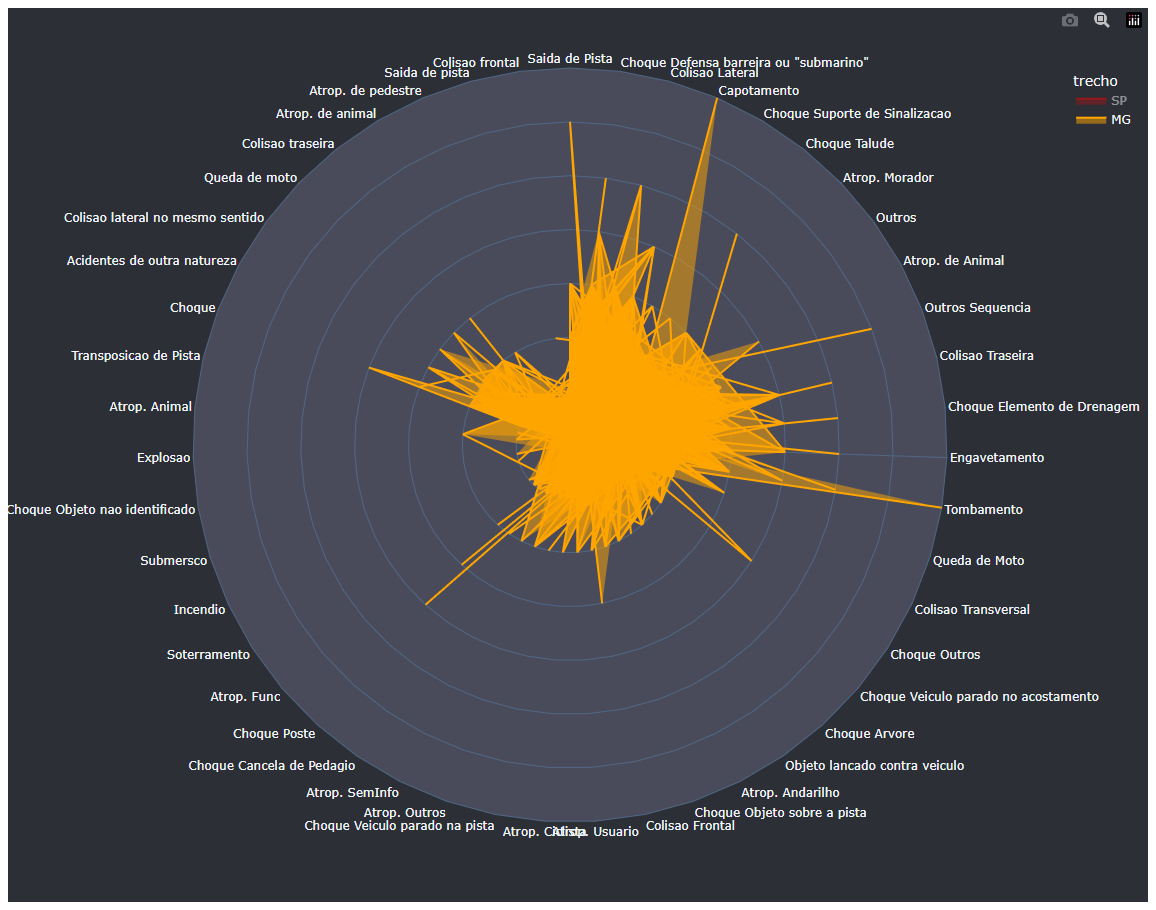 trecho
SP
MG
Saida de Pista
Choque Defensa barreira ou "submarino"
Colisao Lateral
Capotamento
Choque Suporte de Sinalizacao
Choque Talude
Atrop. Morador
Outros
Atrop. de Animal
Outros Sequencia
Colisao Traseira
Choque Elemento de Drenagem
Engavetamento
Tombamento
Queda de Moto
Colisao Transversal
Choque Outros
Choque Veiculo parado no acostamento
Choque Arvore
Objeto lancado contra veiculo
Atrop. Andarilho
Choque Objeto sobre a pista
Colisao Frontal
Atrop. Usuario
Atrop.
Choque Veiculo parado na pista
Atrop. Outros
Atrop. SemInfo
Choque Cancela de Pedagio
Choque Poste
Atrop. Func
Soterramento
Incendio
Submersco
Choque Objeto nao identificado
Explosao
Atrop. Animal
Transposicao de Pista
Choque
Acidentes de outra natureza
Colisao lateral no mesmo sentido
Queda de moto
Colisao traseira
Atrop. de animal
Atrop. de pedestre
Saida de pista
Colisao frontal